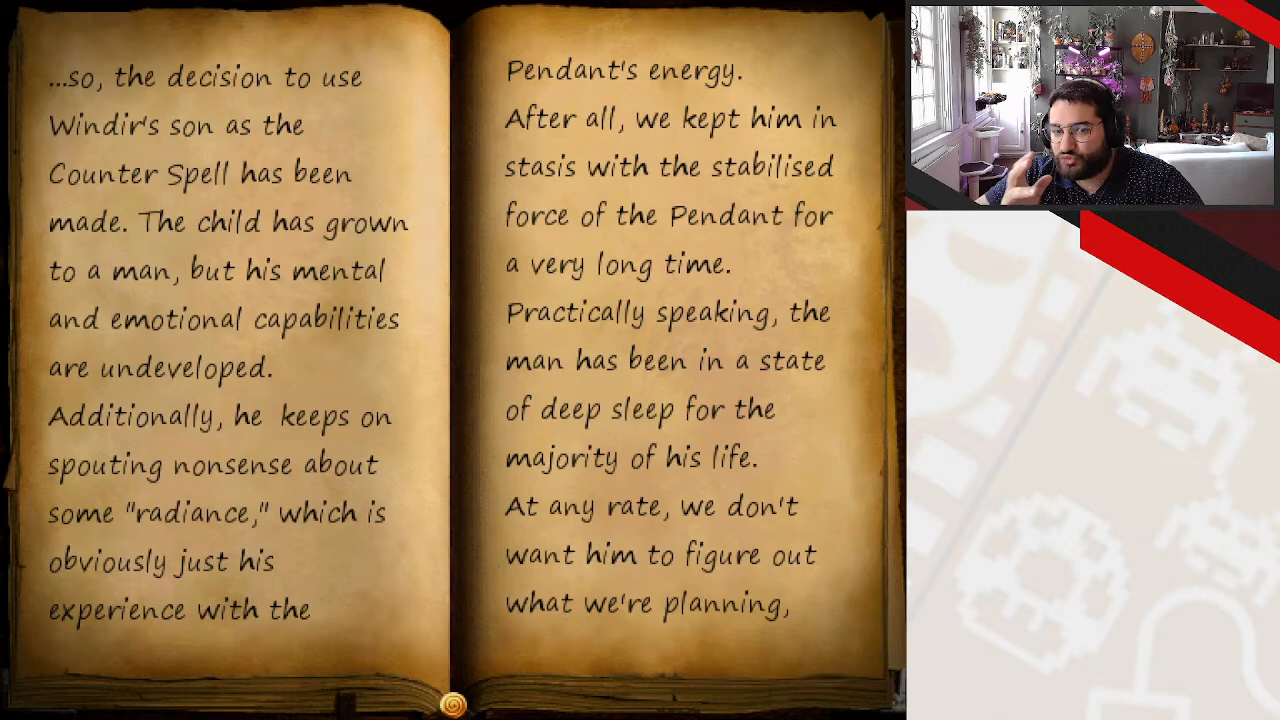 ...so, the decision to use
Windir's son as the
Counter Spell has been
made. The child has grown
to a man, but his mental
and emotional capabilities
are undeveloped.
Additionally, he  keeps on
spouting nonsense about
some "radiance," which is
obviously just his
experience with the
Pendant's energy.
After all, we kept him in
stasis with the stabilised
force of the Pendant for
a very long time.
Practically speaking, the
man has been in a state
of deep sleep for the
majority of his life.
At any rate, we don't
want him to figure out
what we're planning,